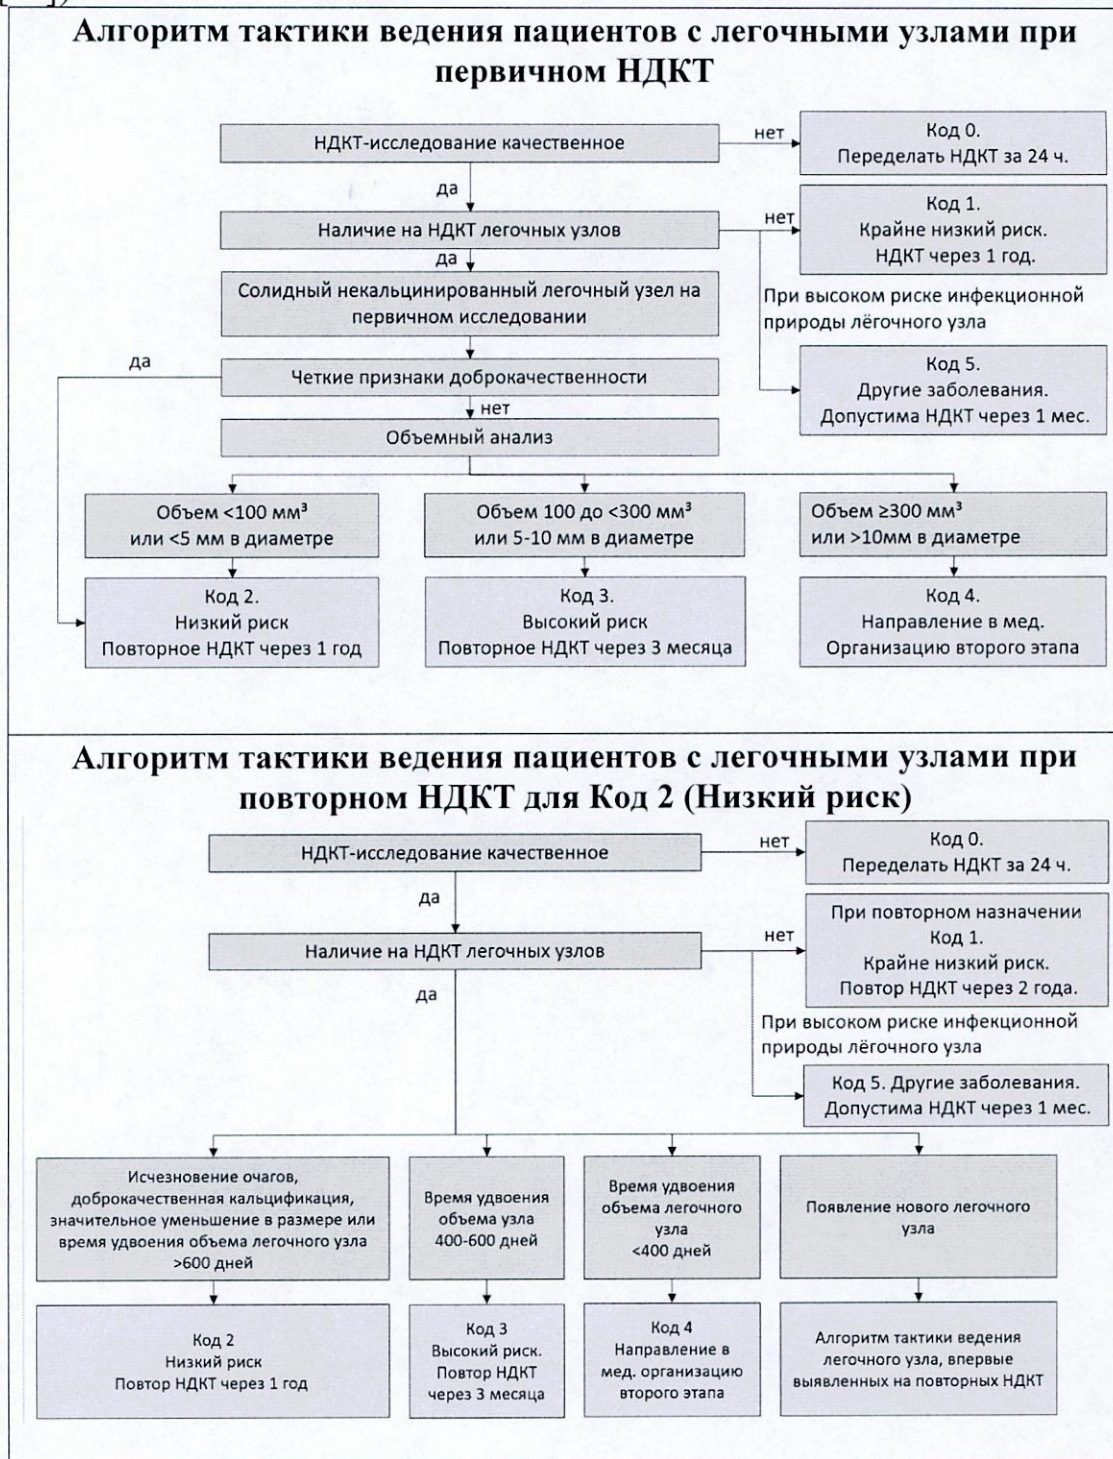 Алгоритм тактики ведения пациентов с легочными узлами при
первичном НДКТ
НДКТ-исследование качественное
нет
Код 0.
Переделать НДКТ за 24 ч.
да
Наличие на НДКТ легочных узлов
нет
Код 1.
Крайне низкий риск.
НДКТ через 1 год.
да
Солидный некальцинированный легочный узел на
первичном исследовании
При высоком риске инфекционной
природы лёгочного узла
да
Четкие признаки доброкачественности
Код 5.
Другие заболевания.
Допустима НДКТ через 1 мес.
нет
Объемный анализ
Объем <100 мм³
или <5 мм в диаметре
Объем 100 до <300 мм³
или 5-10 мм в диаметре
Объем ≥300 мм³
или >10мм в диаметре
Код 2.
Низкий риск
Повторное НДКТ через 1 год
Код 3.
Высокий риск
Повторное НДКТ через 3 месяца
Код 4.
Направление в мед.
Организацию второго этапа
Алгоритм тактики ведения пациентов с легочными узлами при
повторном НДКТ для Код 2 (Низкий риск)
НДКТ-исследование качественное
нет
Код 0.
Переделать НДКТ за 24 ч.
да
Наличие на НДКТ легочных узлов
нет
При повторном назначении
Код 1.
Крайне низкий риск.
Повтор НДКТ через 2 года.
да
При высоком риске инфекционной
природы лёгочного узла
Код 5. Другие заболевания.
Допустима НДКТ через 1 мес.
Исчезновение очагов,
доброкачественная кальцификация,
значительное уменьшение в размере или
время удвоения объема легочного узла
>600 дней
Время удвоения
объема узла
400-600 дней
Время удвоения
объема легочного
узла
<400 дней
Появление нового легочного
узла
Код 2
Низкий риск
Повтор НДКТ через 1 год
Код 3
Высокий риск.
Повтор НДКТ
через 3 месяца
Код 4
Направление в
мед. организацию
второго этапа
Алгоритм тактики ведения
легочного узла, впервые
выявленных на повторных НДКТ